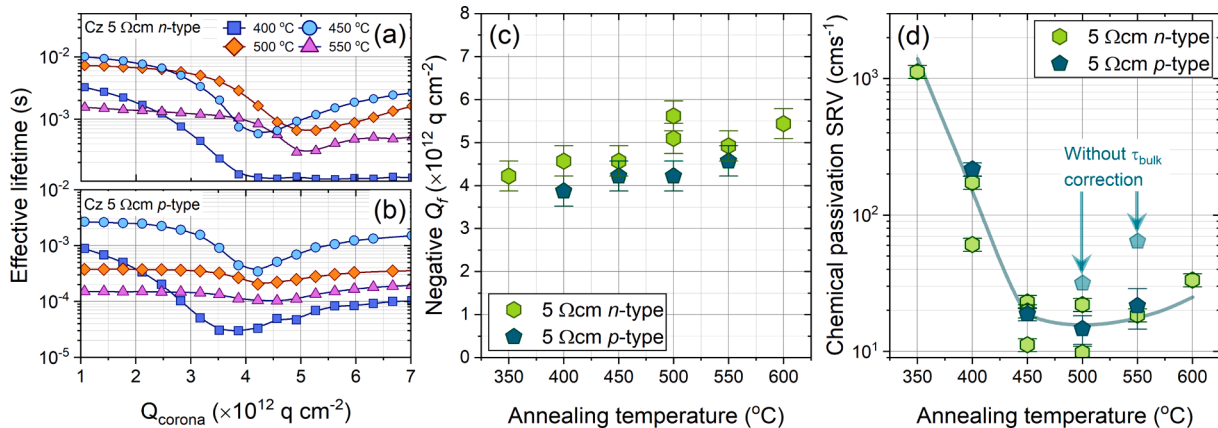 Cz 5 Ωcm n-type
(a)
400 °C
450 °C
500 °C
550 °C
10⁻²
10⁻³
10⁻⁴
Effective lifetime (s)
Cz 5 Ωcm p-type
(b)
10⁻²
10⁻³
10⁻⁴
10⁻⁵
1 2 3 4 5 6 7
Q_corona (×10¹² q cm⁻²)
(c)
Negative Q_f (×10¹² q cm⁻²)
8
7
6
5
4
3
2
1
0
5 Ωcm n-type
5 Ωcm p-type
350 400 450 500 550 600
Annealing temperature (°C)
(d)
5 Ωcm n-type
5 Ωcm p-type
Chemical passivation SRV (cms⁻¹)
10³
10²
10¹
Without τ_bulk
correction
350 400 450 500 550 600
Annealing temperature (°C)